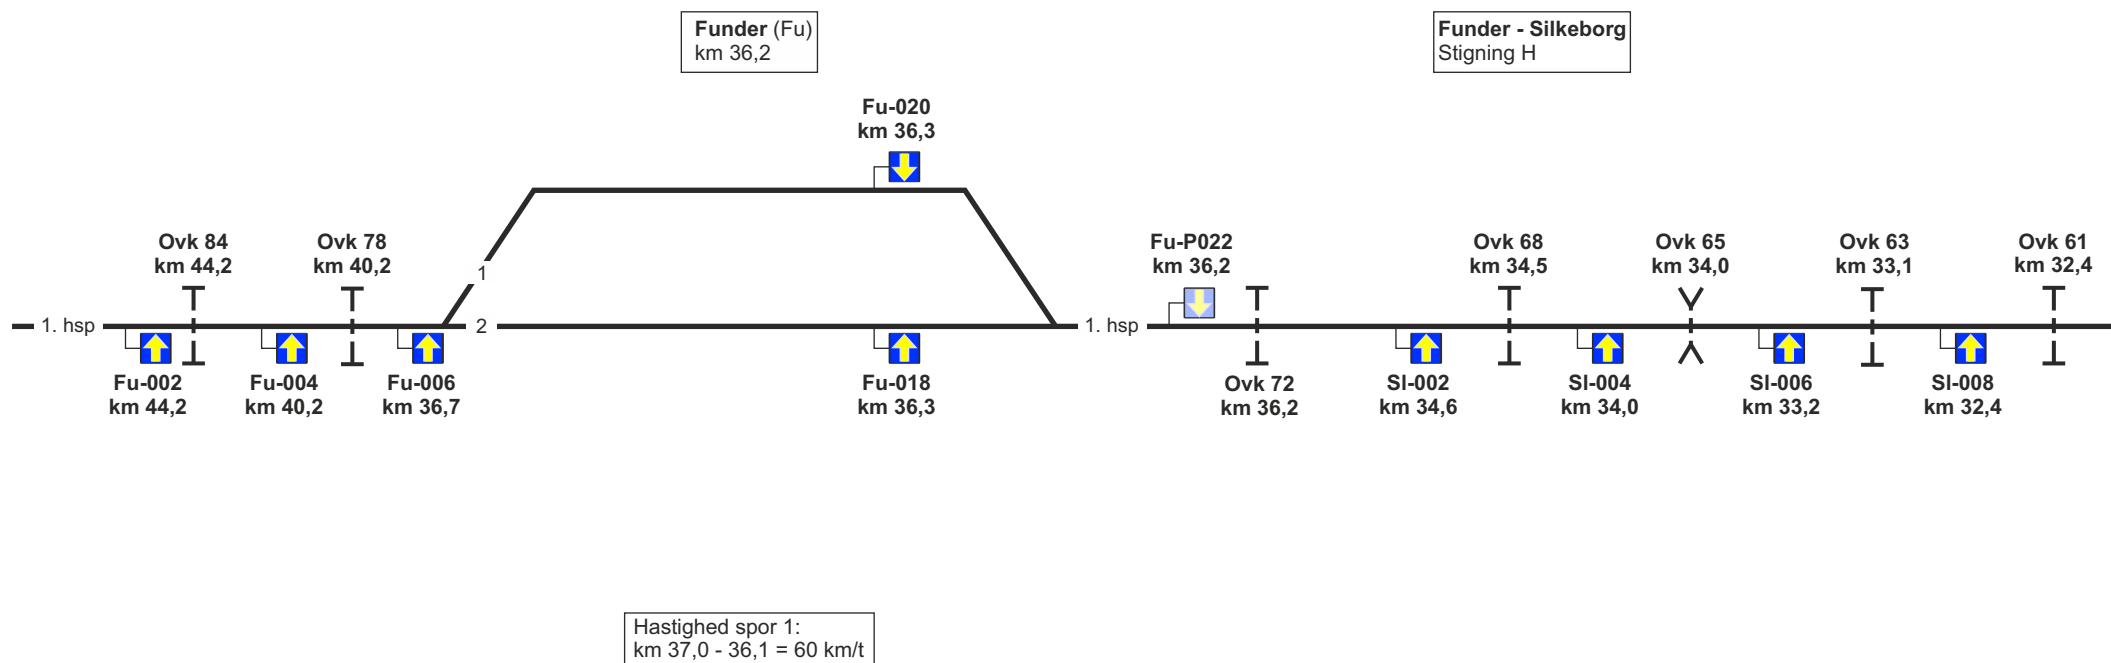 Funder (Fu)
km 36,2
Funder - Silkeborg
Stigning H
Fu-020
km 36,3
Ovk 84
km 44,2
Ovk 78
km 40,2
Fu-P022
km 36,2
Ovk 68
km 34,5
Ovk 65
km 34,0
Ovk 63
km 33,1
Ovk 61
km 32,4
1
1. hsp
2
1. hsp
Fu-002
km 44,2
Fu-004
km 40,2
Fu-006
km 36,7
Fu-018
km 36,3
Ovk 72
km 36,2
SI-002
km 34,6
SI-004
km 34,0
SI-006
km 33,2
SI-008
km 32,4
Hastighed spor 1:
km 37,0 - 36,1 = 60 km/t